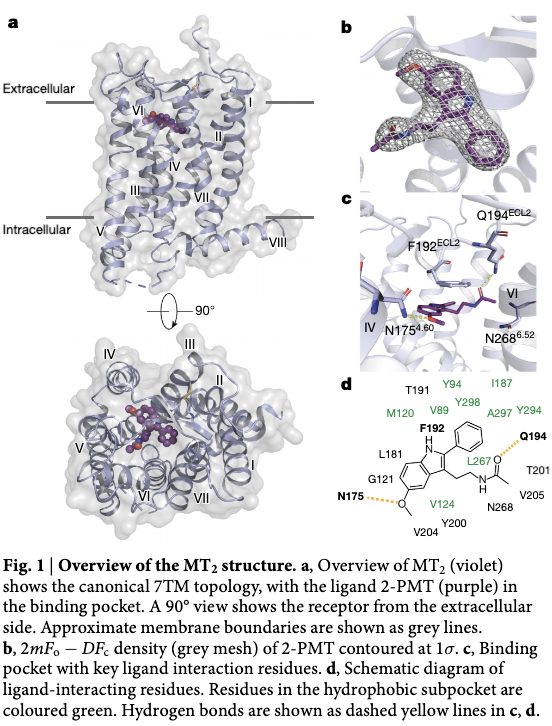 a
Extracellular
VI
I
II
IV
III
VII
V
Intracellular
VIII
90°
III
IV
II
V
I
VI
VII
b
c
Q194ECL2
F192ECL2
VI
IV
N1754.60
N2686.52
d
T191
Y94
I187
M120
V89
Y298
A297
Y294
F192
Q194
H
N
L181
L267
O
T201
G121
N175
O
N
H
V205
V124
N268
Y200
V204
Fig. 1 | Overview of the MT2 structure. a, Overview of MT2 (violet)
shows the canonical 7TM topology, with the ligand 2-PMT (purple) in
the binding pocket. A 90° view shows the receptor from the extracellular
side. Approximate membrane boundaries are shown as grey lines.
b, 2mFo − DFc density (grey mesh) of 2-PMT contoured at 1σ. c, Binding
pocket with key ligand interaction residues. d, Schematic diagram of
ligand-interacting residues. Residues in the hydrophobic subpocket are
coloured green. Hydrogen bonds are shown as dashed yellow lines in c, d.